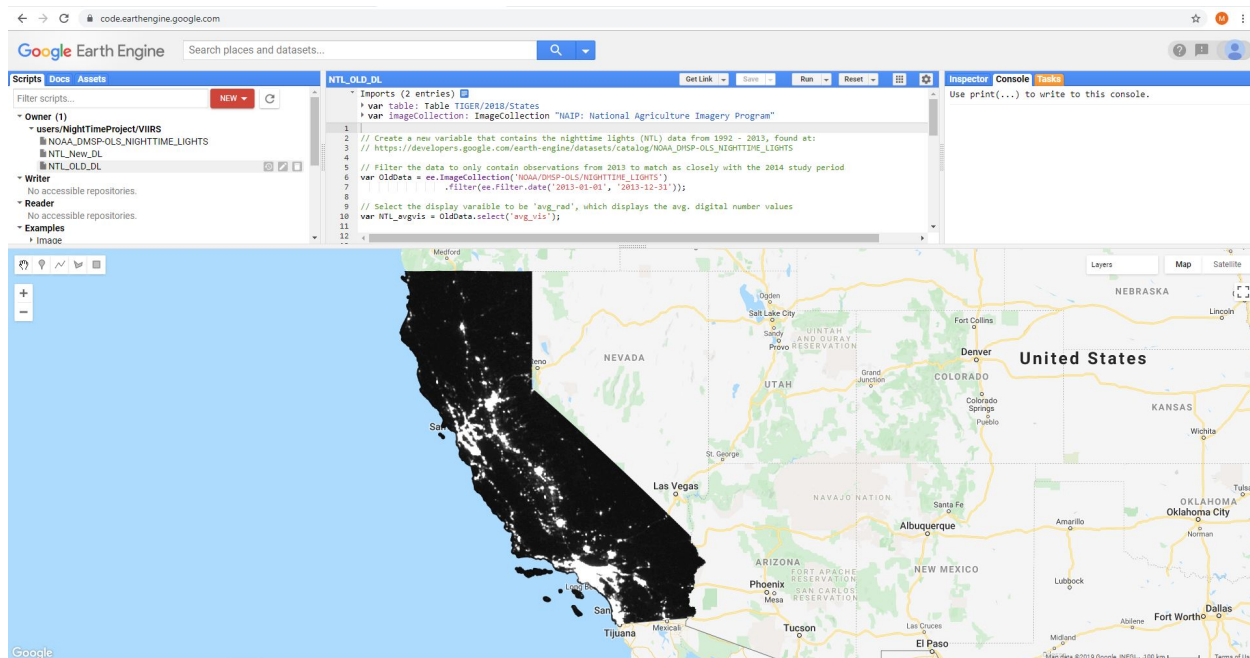 code.earthengine.google.com
M
Google Earth Engine
Search places and datasets...
Scripts Docs Assets
Filter scripts...
NEW
Owner (1)
users/NightTimeProject/VIIRS
NOAA_DMSP-OLS_NIGHTTIME_LIGHTS
NTL_New_DL
NTL_OLD_DL
Writer
No accessible repositories.
Reader
No accessible repositories.
Examples
Image
NTL_OLD_DL
Get Link Save Run Reset
Imports (2 entries)
var table: Table TIGER/2018/States
var imageCollection: ImageCollection "NAIP: National Agriculture Imagery Program"
1
2 // Create a new variable that contains the nighttime lights (NTL) data from 1992 - 2013, found at:
3 // https://developers.google.com/earth-engine/datasets/catalog/NOAA_DMSP-OLS_NIGHTTIME_LIGHTS
4
5 // Filter the data to only contain observations from 2013 to match as closely with the 2014 study period
6 var OldData = ee.ImageCollection('NOAA/DMSP-OLS/NIGHTTIME_LIGHTS')
7 .filter(ee.Filter.date('2013-01-01', '2013-12-31'));
8
9 // Select the display varaible to be 'avg_rad', which displays the avg. digital number values
10 var NTL_avgvis = OldData.select('avg_vis');
11
12
Inspector Console Tasks
Use print(...) to write to this console.
Layers
Map Satellite
Medford
NEBRASKA
Ogden
Lincoln
Salt Lake City
Fort Collins
Sandy
UINTAH
AND OURAY
RESERVATION
Provo
Denver
United States
NEVADA
Grand
Junction
COLORADO
UTAH
Colorado
Springs
KANSAS
Pueblo
Wichita
St. George
Las Vegas
NAVAJO NATION
Santa Fe
OKLAHOMA
Oklahoma City
Albuquerque
Amarillo
Norman
ARIZONA
FORT APACHE
RESERVATION
NEW MEXICO
Phoenix
Mesa
SAN CARLOS
RESERVATION
Lubbock
Long
San
Las Cruces
Abilene
Fort Worth
Dallas
Tijuana
Mexicali
Tucson
El Paso
Midland
Google